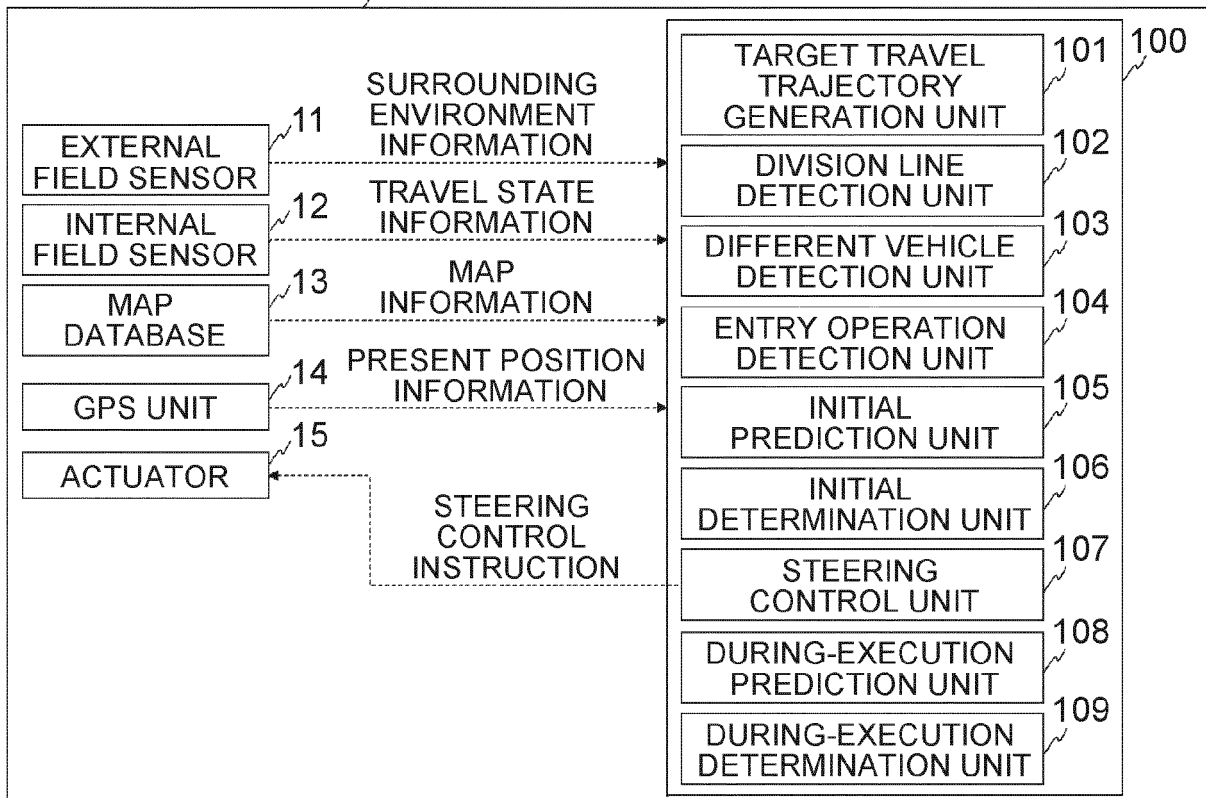 EXTERNAL
FIELD SENSOR
11
INTERNAL
FIELD SENSOR
12
MAP
DATABASE
13
GPS UNIT
14
ACTUATOR
15
SURROUNDING
ENVIRONMENT
INFORMATION
TRAVEL STATE
INFORMATION
MAP
INFORMATION
PRESENT POSITION
INFORMATION
STEERING
CONTROL
INSTRUCTION
100
TARGET TRAVEL
TRAJECTORY
GENERATION UNIT
101
DIVISION LINE
DETECTION UNIT
102
DIFFERENT VEHICLE
DETECTION UNIT
103
ENTRY OPERATION
DETECTION UNIT
104
INITIAL
PREDICTION UNIT
105
INITIAL
DETERMINATION UNIT
106
STEERING
CONTROL UNIT
107
DURING-EXECUTION
PREDICTION UNIT
108
DURING-EXECUTION
DETERMINATION UNIT
109